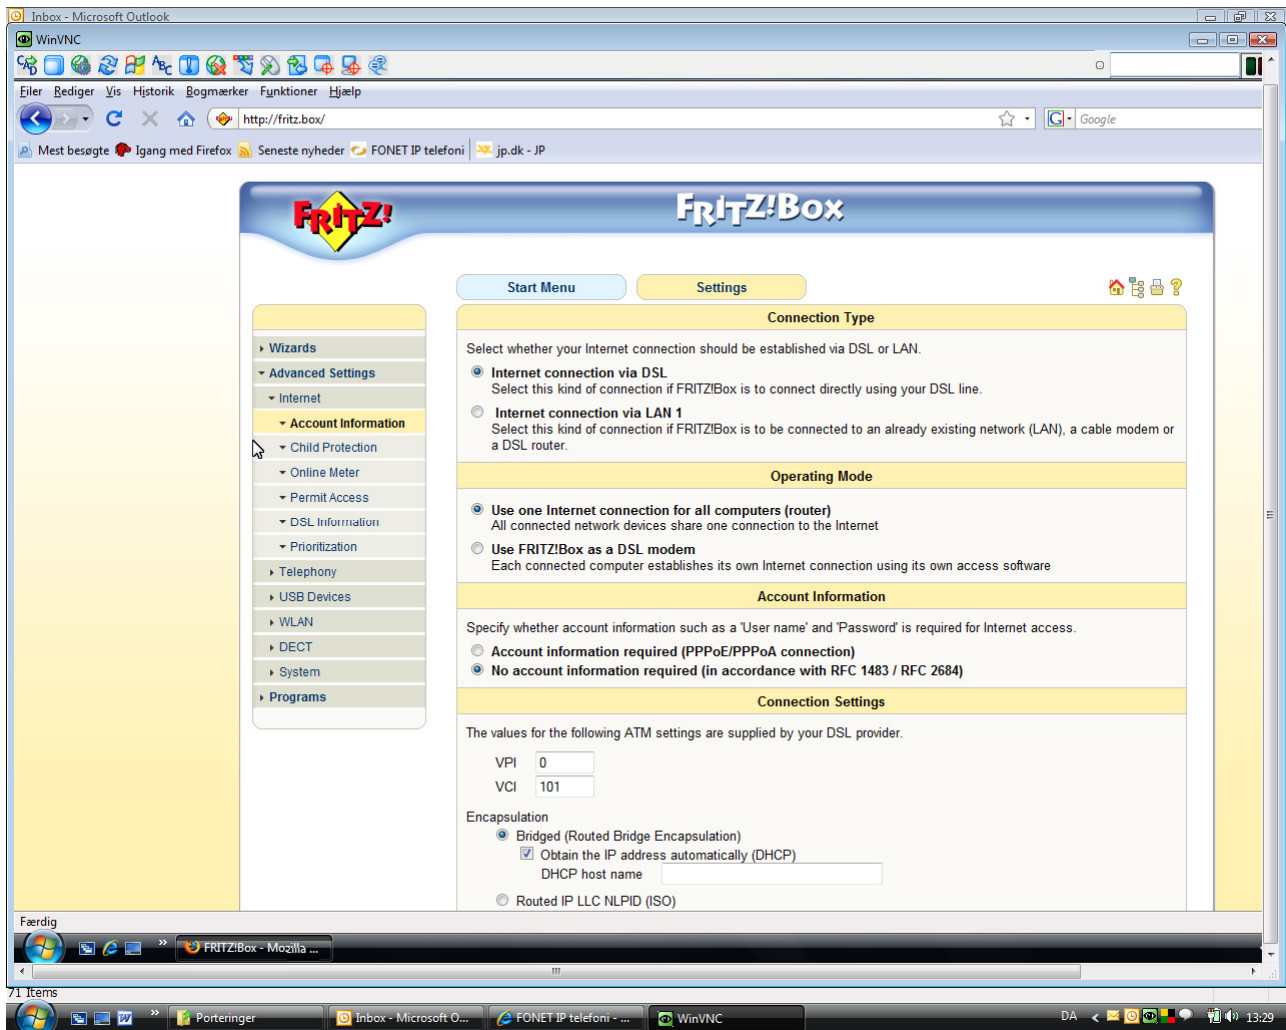 Inbox - Microsoft Outlook
WinVNC
Filer Rediger Vis Historik Bogmærker Funktioner Hjælp
http://fritz.box/
Google
Mest besøgte Igang med Firefox Seneste nyheder FONET IP telefoni jp.dk - JP
FRITZ!
FRITZ!Box
Start Menu
Settings
Wizards
Advanced Settings
Internet
Account Information
Child Protection
Online Meter
Permit Access
DSL Information
Prioritization
Telephony
USB Devices
WLAN
DECT
System
Programs
Connection Type
Select whether your Internet connection should be established via DSL or LAN.
Internet connection via DSL
Select this kind of connection if FRITZ!Box is to connect directly using your DSL line.
Internet connection via LAN 1
Select this kind of connection if FRITZ!Box is to be connected to an already existing network (LAN), a cable modem or
a DSL router.
Operating Mode
Use one Internet connection for all computers (router)
All connected network devices share one connection to the Internet
Use FRITZ!Box as a DSL modem
Each connected computer establishes its own Internet connection using its own access software
Account Information
Specify whether account information such as a 'User name' and 'Password' is required for Internet access.
Account information required (PPPoE/PPPoA connection)
No account information required (in accordance with RFC 1483 / RFC 2684)
Connection Settings
The values for the following ATM settings are supplied by your DSL provider.
VPI 0
VCI 101
Encapsulation
Bridged (Routed Bridge Encapsulation)
Obtain the IP address automatically (DHCP)
DHCP host name
Routed IP LLC NLPID (ISO)
Færdig
FRITZ!Box - Mozilla ...
71 Items
Porteringer
Inbox - Microsoft O...
FONET IP telefoni - ...
WinVNC
DA
13:29